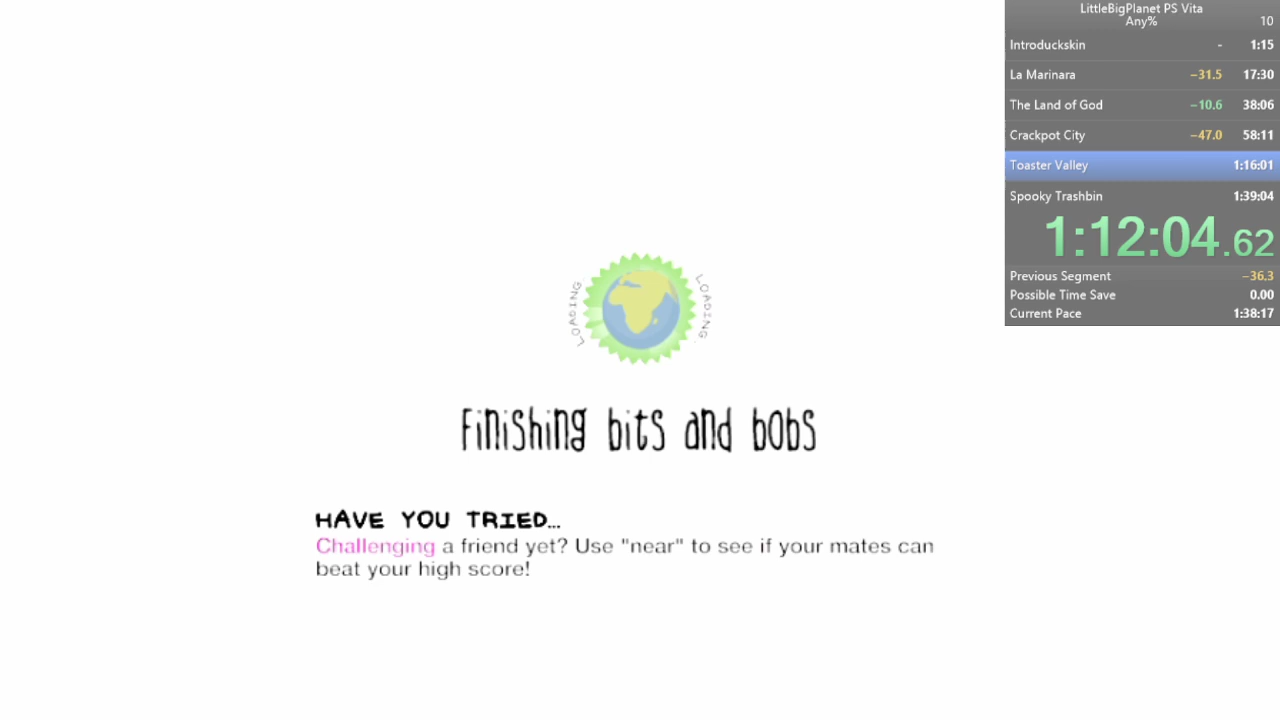 LittleBigPlanet PS Vita
Any% 10
Introduckskin - 1:15
La Marinara −31.5 17:30
The Land of God −10.6 38:06
Crackpot City −47.0 58:11
Toaster Valley 1:16:01
Spooky Trashbin 1:39:04
1:12:04.62
Previous Segment −36.3
Possible Time Save 0.00
Current Pace 1:38:17
LOADING
LOADING
Finishing bits and bobs
HAVE YOU TRIED...
Challenging a friend yet? Use "near" to see if your mates can
beat your high score!